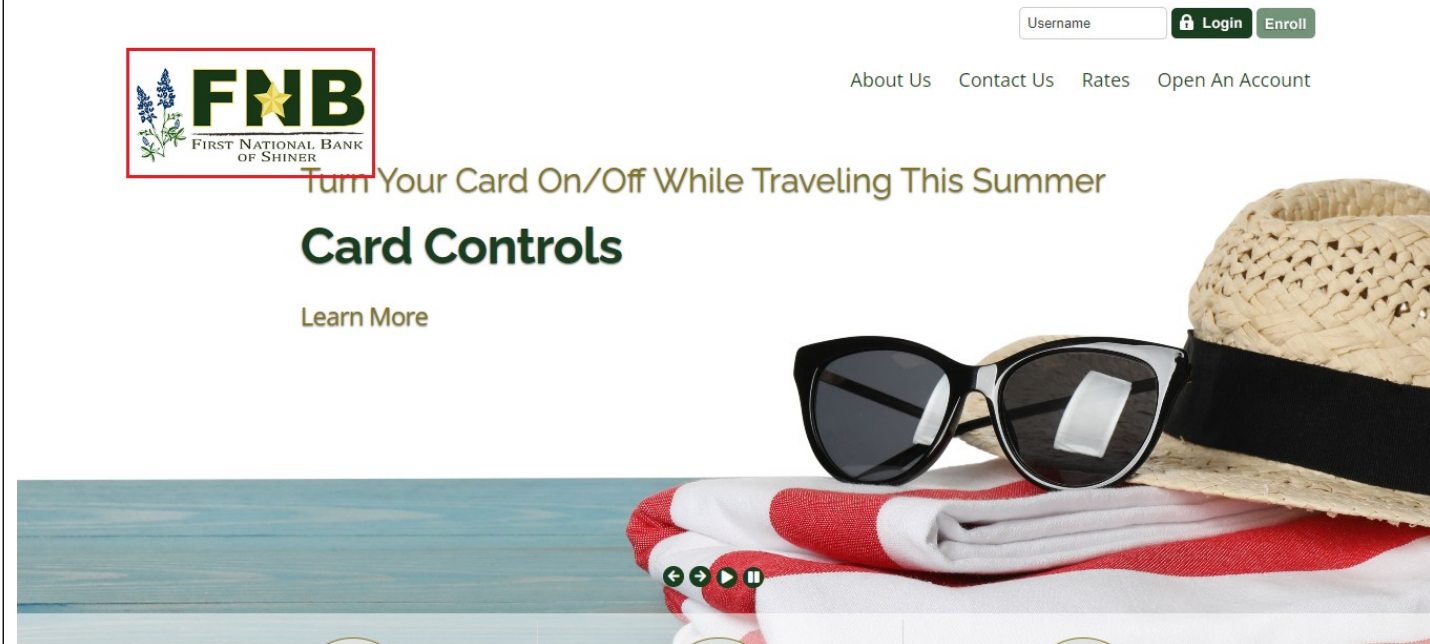 Username
Login
Enroll
About Us
Contact Us
Rates
Open An Account
FNB
FIRST NATIONAL BANK
OF SHINER
Turn Your Card On/Off While Traveling This Summer
Card Controls
Learn More